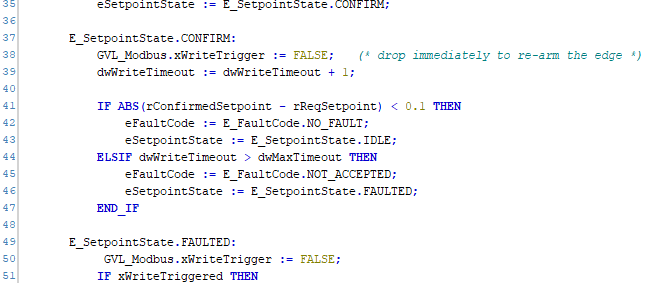 35 eSetpointState := E_SetpointState.CONFIRM;
36
37 E_SetpointState.CONFIRM:
38 GVL_Modbus.xWriteTrigger := FALSE; (* drop immediately to re-arm the edge *)
39 dwWriteTimeout := dwWriteTimeout + 1;
40
41 IF ABS(rConfirmedSetpoint - rReqSetpoint) < 0.1 THEN
42 eFaultCode := E_FaultCode.NO_FAULT;
43 eSetpointState := E_SetpointState.IDLE;
44 ELSIF dwWriteTimeout > dwMaxTimeout THEN
45 eFaultCode := E_FaultCode.NOT_ACCEPTED;
46 eSetpointState := E_SetpointState.FAULTED;
47 END_IF
48
49 E_SetpointState.FAULTED:
50 GVL_Modbus.xWriteTrigger := FALSE;
51 IF xWriteTriggered THEN